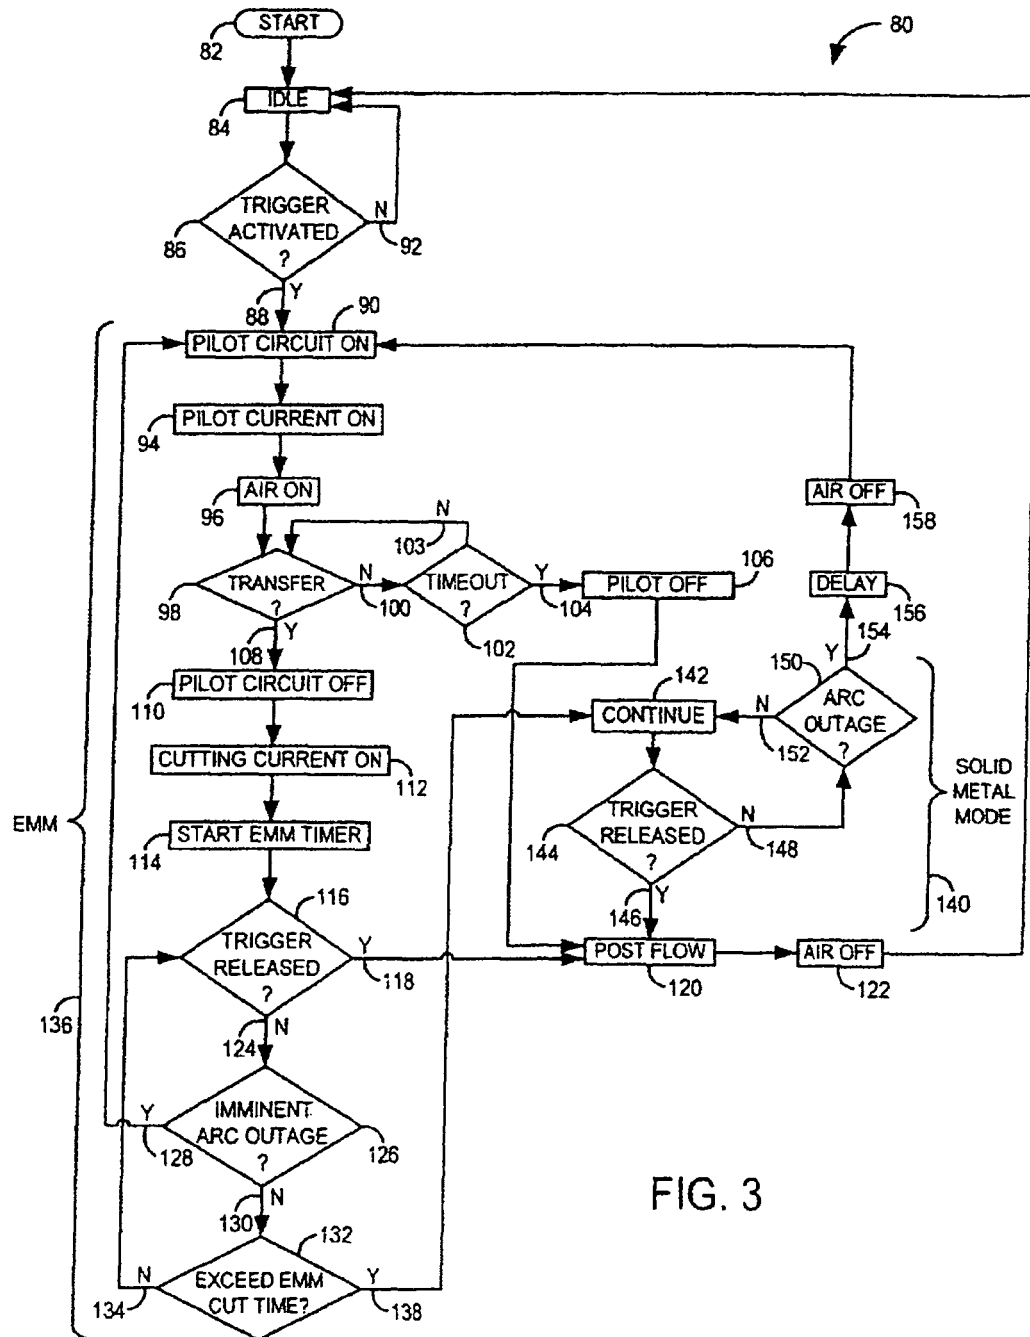 START
82
80
IDLE
84
TRIGGER
ACTIVATED
?
86
N
92
Y
88
90
PILOT CIRCUIT ON
PILOT CURRENT ON
94
AIR ON
96
AIR OFF
158
N
103
TRANSFER
?
98
N
100
TIMEOUT
?
102
Y
104
PILOT OFF
106
DELAY
156
Y
108
154
Y
PILOT CIRCUIT OFF
110
142
CONTINUE
150
ARC
OUTAGE
?
N
152
CUTTING CURRENT ON
112
SOLID
METAL
MODE
EMM
START EMM TIMER
114
TRIGGER
RELEASED
?
144
N
148
140
116
TRIGGER
RELEASED
?
Y
118
Y
146
POST FLOW
120
AIR OFF
122
136
124
N
IMMINENT
ARC OUTAGE
?
126
Y
128
N
130
132
EXCEED EMM
CUT TIME?
N
134
Y
138
FIG. 3